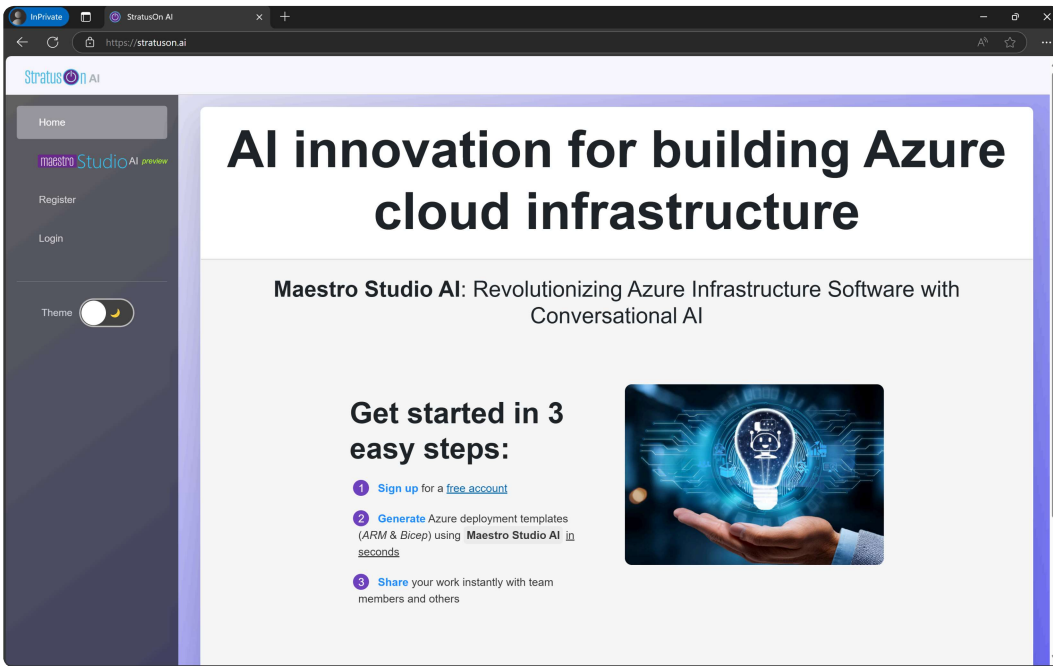 InPrivate
StratusOn AI
https://stratuson.ai
StratusOn AI
Home
maestro Studio AI preview
Register
Login
Theme
AI innovation for building Azure
cloud infrastructure
Maestro Studio AI: Revolutionizing Azure Infrastructure Software with
Conversational AI
Get started in 3
easy steps:
1 Sign up for a free account
2 Generate Azure deployment templates
(ARM & Bicep) using Maestro Studio AI in
seconds
3 Share your work instantly with team
members and others